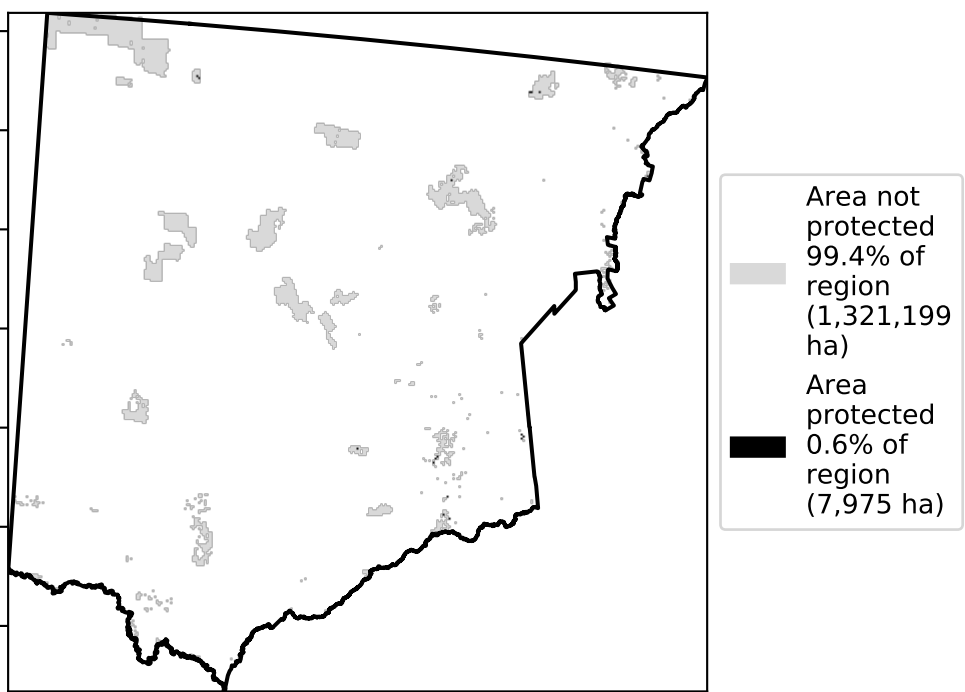 Area not
protected
99.4% of
region
(1,321,199
ha)
Area
protected
0.6% of
region
(7,975 ha)